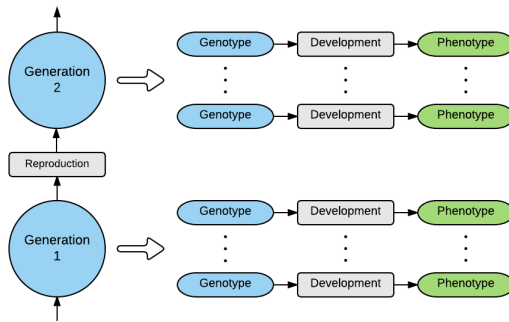 Genotype Development Phenotype
Generation
2
Genotype Development Phenotype
Reproduction
Genotype Development Phenotype
Generation
1
Genotype Development Phenotype